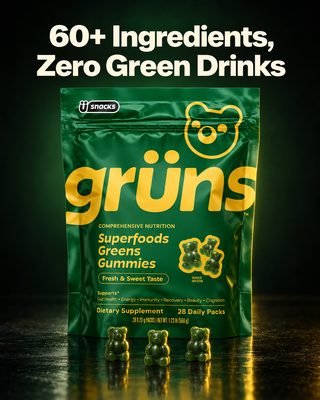 60+ Ingredients,
Zero Green Drinks
ü snacks
grüns
COMPREHENSIVE NUTRITION
Superfoods
Greens
Gummies
Fresh & Sweet Taste
Supports*
Gut Health • Energy • Immunity • Recovery • Beauty • Cognition
Dietary Supplement
28 Daily Packs